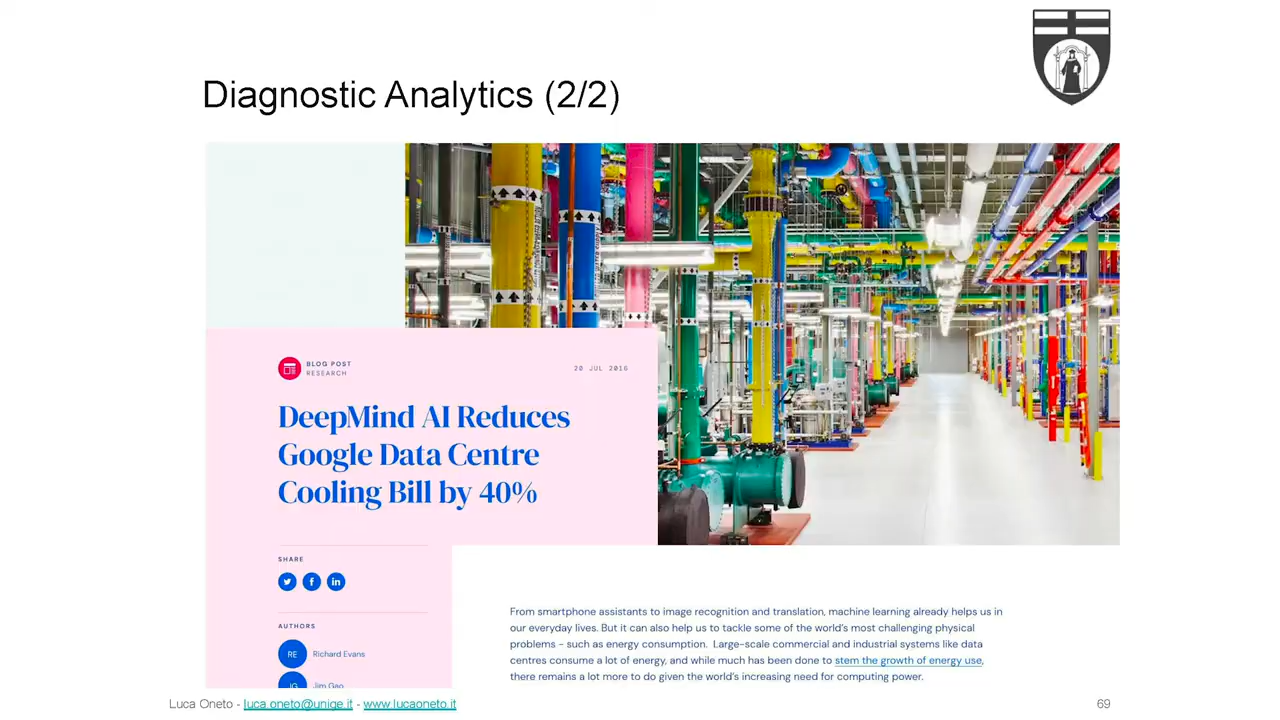 Diagnostic Analytics (2/2)
BLOG POST
RESEARCH
20 JUL 2016
DeepMind AI Reduces
Google Data Centre
Cooling Bill by 40%
SHARE
f
in
AUTHORS
RE
Richard Evans
JG
Jim Gao
From smartphone assistants to image recognition and translation, machine learning already helps us in
our everyday lives. But it can also help us to tackle some of the world's most challenging physical
problems - such as energy consumption. Large-scale commercial and industrial systems like data
centres consume a lot of energy, and while much has been done to stem the growth of energy use,
there remains a lot more to do given the world's increasing need for computing power.
Luca Oneto - luca.oneto@unige.it - www.lucaoneto.it
69